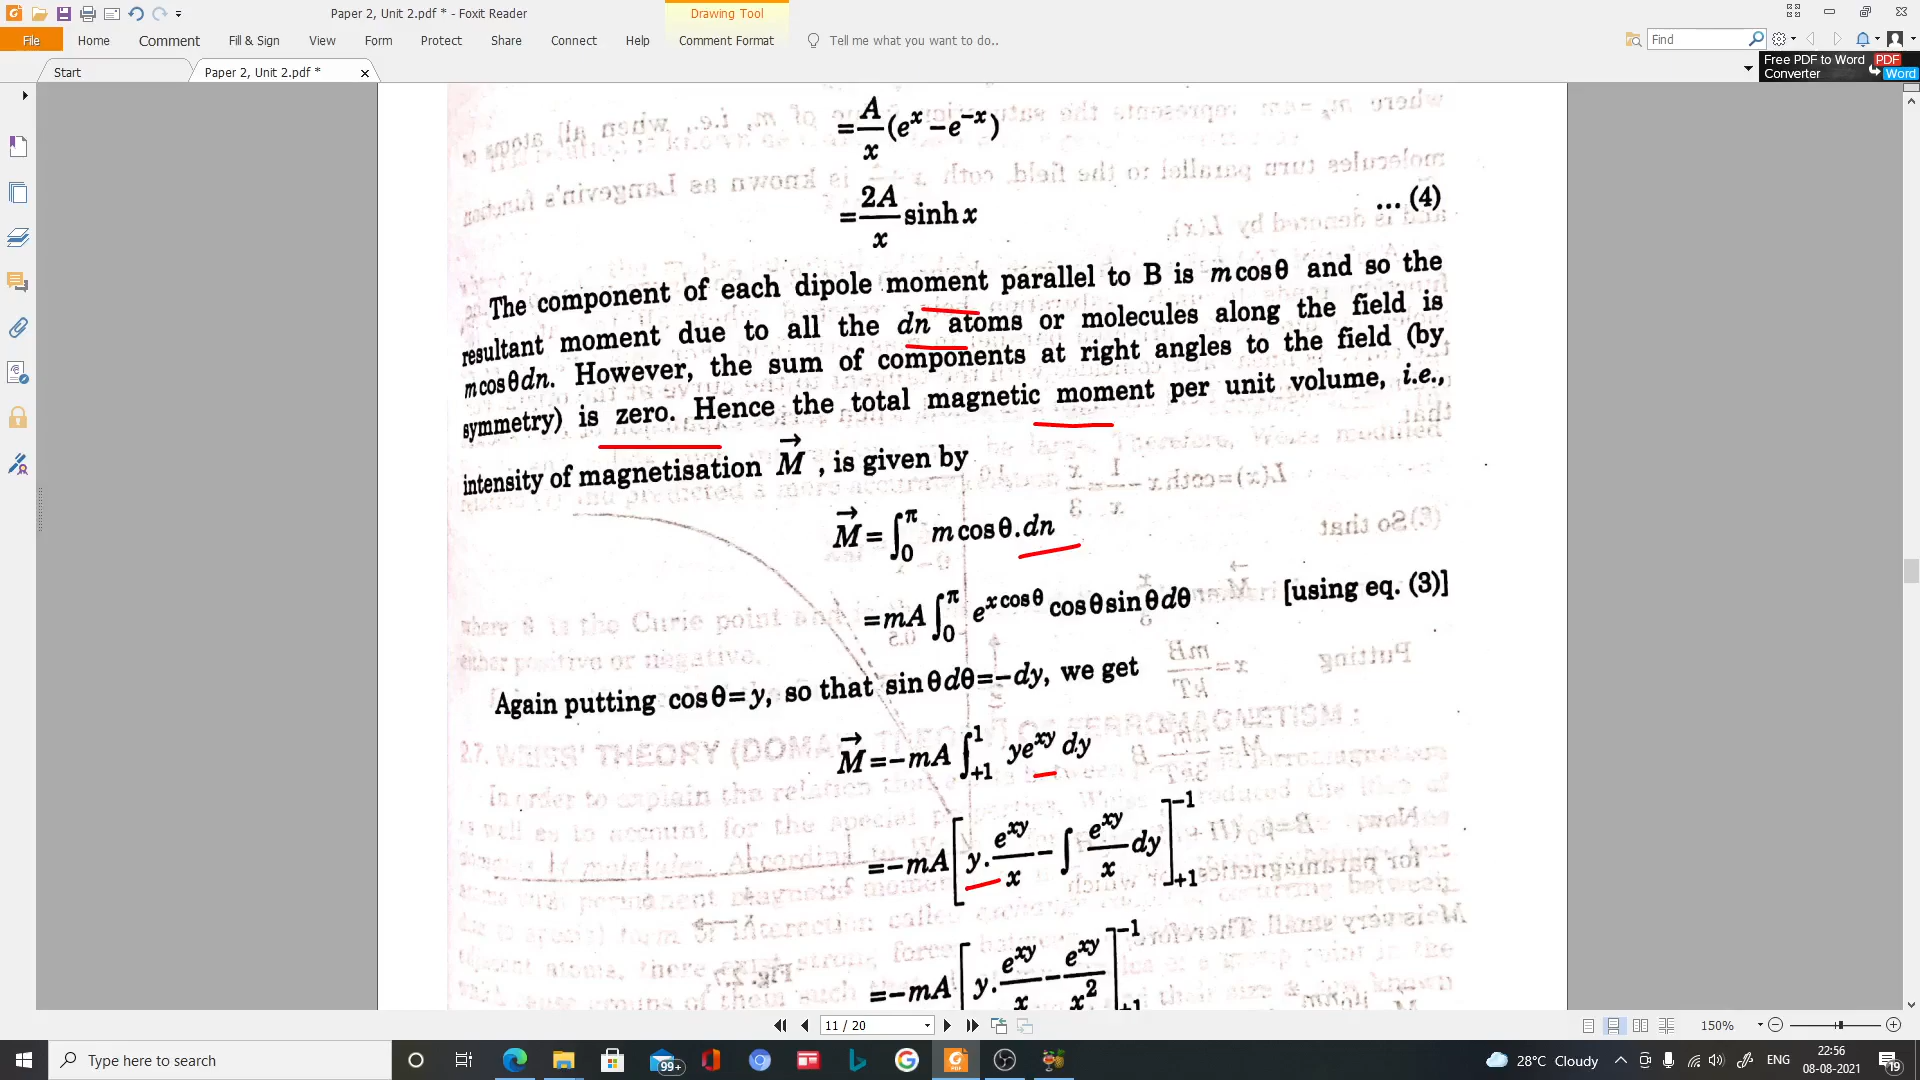 Paper 2, Unit 2.pdf * - Foxit Reader
Drawing Tool
File Home Comment Fill & Sign View Form Protect Share Connect Help Comment Format Tell me what you want to do.. Find
Start Paper 2, Unit 2.pdf * x
Free PDF to Word Converter PDF Word
=A/x(e^x−e^−x)
=2A/x sinh x ... (4)
The component of each dipole moment parallel to B is m cosθ and so the
resultant moment due to all the dn atoms or molecules along the field is
m cosθ dn. However, the sum of components at right angles to the field (by
symmetry) is zero. Hence the total magnetic moment per unit volume, i.e.,
intensity of magnetisation M⃗ , is given by
M⃗ = ∫₀^π m cosθ.dn
=mA ∫₀^π e^(x cosθ) cosθ sinθ dθ [using eq. (3)]
Again putting cosθ=y, so that sinθ dθ=−dy, we get
M⃗ =−mA ∫₊₁^1 ye^(xy) dy
=−mA [y. e^(xy)/x − ∫ e^(xy)/x dy]₊₁^−1
=−mA [y. e^(xy)/x − e^(xy)/x²]₊₁^−1
11 / 20
150%
Type here to search
99+
28°C Cloudy
ENG
22:56
08-08-2021
19